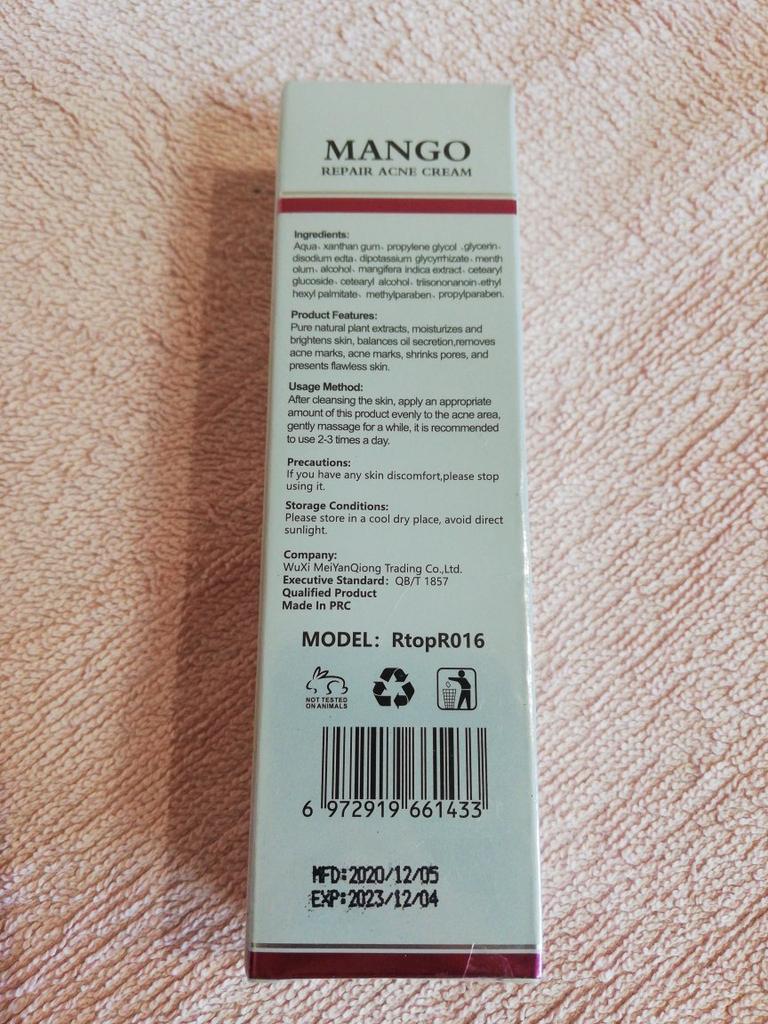 MANGO
REPAIR ACNE CREAM
Ingredients:
Aqua、xanthan gum、propylene glycol 、glycerin、
disodium edta、dipotassium glycyrrhizate、menth
olum、alcohol、mangifera indica extract、cetearyl
glucoside、cetearyl alcohol、triisononanoin、ethyl
hexyl palmitate、methylparaben、propylparaben.
Product Features:
Pure natural plant extracts, moisturizes and
brightens skin, balances oil secretion,removes
acne marks, acne marks, shrinks pores, and
presents flawless skin.
Usage Method:
After cleansing the skin, apply an appropriate
amount of this product evenly to the acne area,
gently massage for a while, it is recommended
to use 2-3 times a day.
Precautions:
If you have any skin discomfort,please stop
using it.
Storage Conditions:
Please store in a cool dry place, avoid direct
sunlight.
Company:
WuXi MeiYanQiong Trading Co.,Ltd.
Executive Standard: QB/T 1857
Qualified Product
Made In PRC
MODEL: RtopR016
NOT TESTED
ON ANIMALS
6 972919 661433
MFD:2020/12/05
EXP:2023/12/04